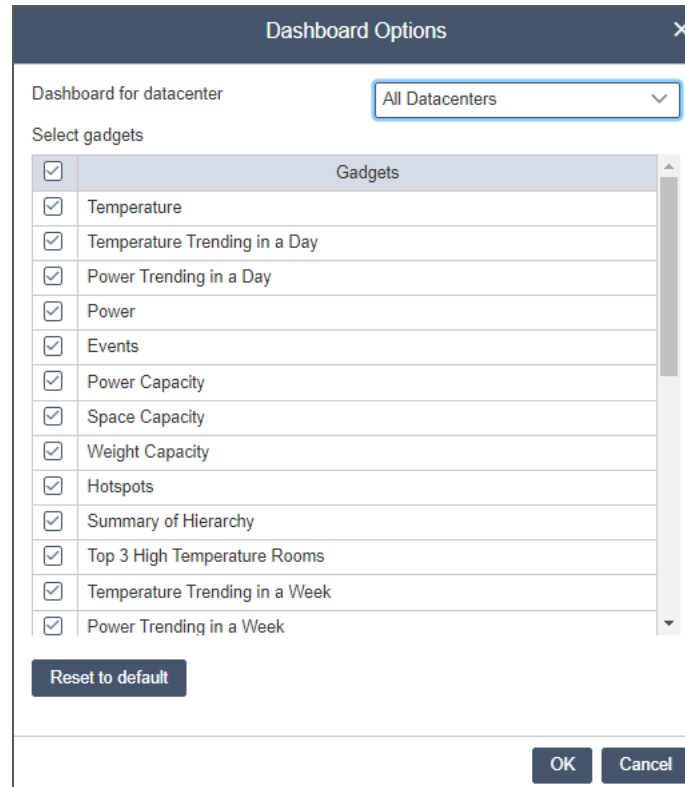 Dashboard Options
Dashboard for datacenter
All Datacenters
Select gadgets
Gadgets
Temperature
Temperature Trending in a Day
Power Trending in a Day
Power
Events
Power Capacity
Space Capacity
Weight Capacity
Hotspots
Summary of Hierarchy
Top 3 High Temperature Rooms
Temperature Trending in a Week
Power Trending in a Week
Reset to default
OK Cancel